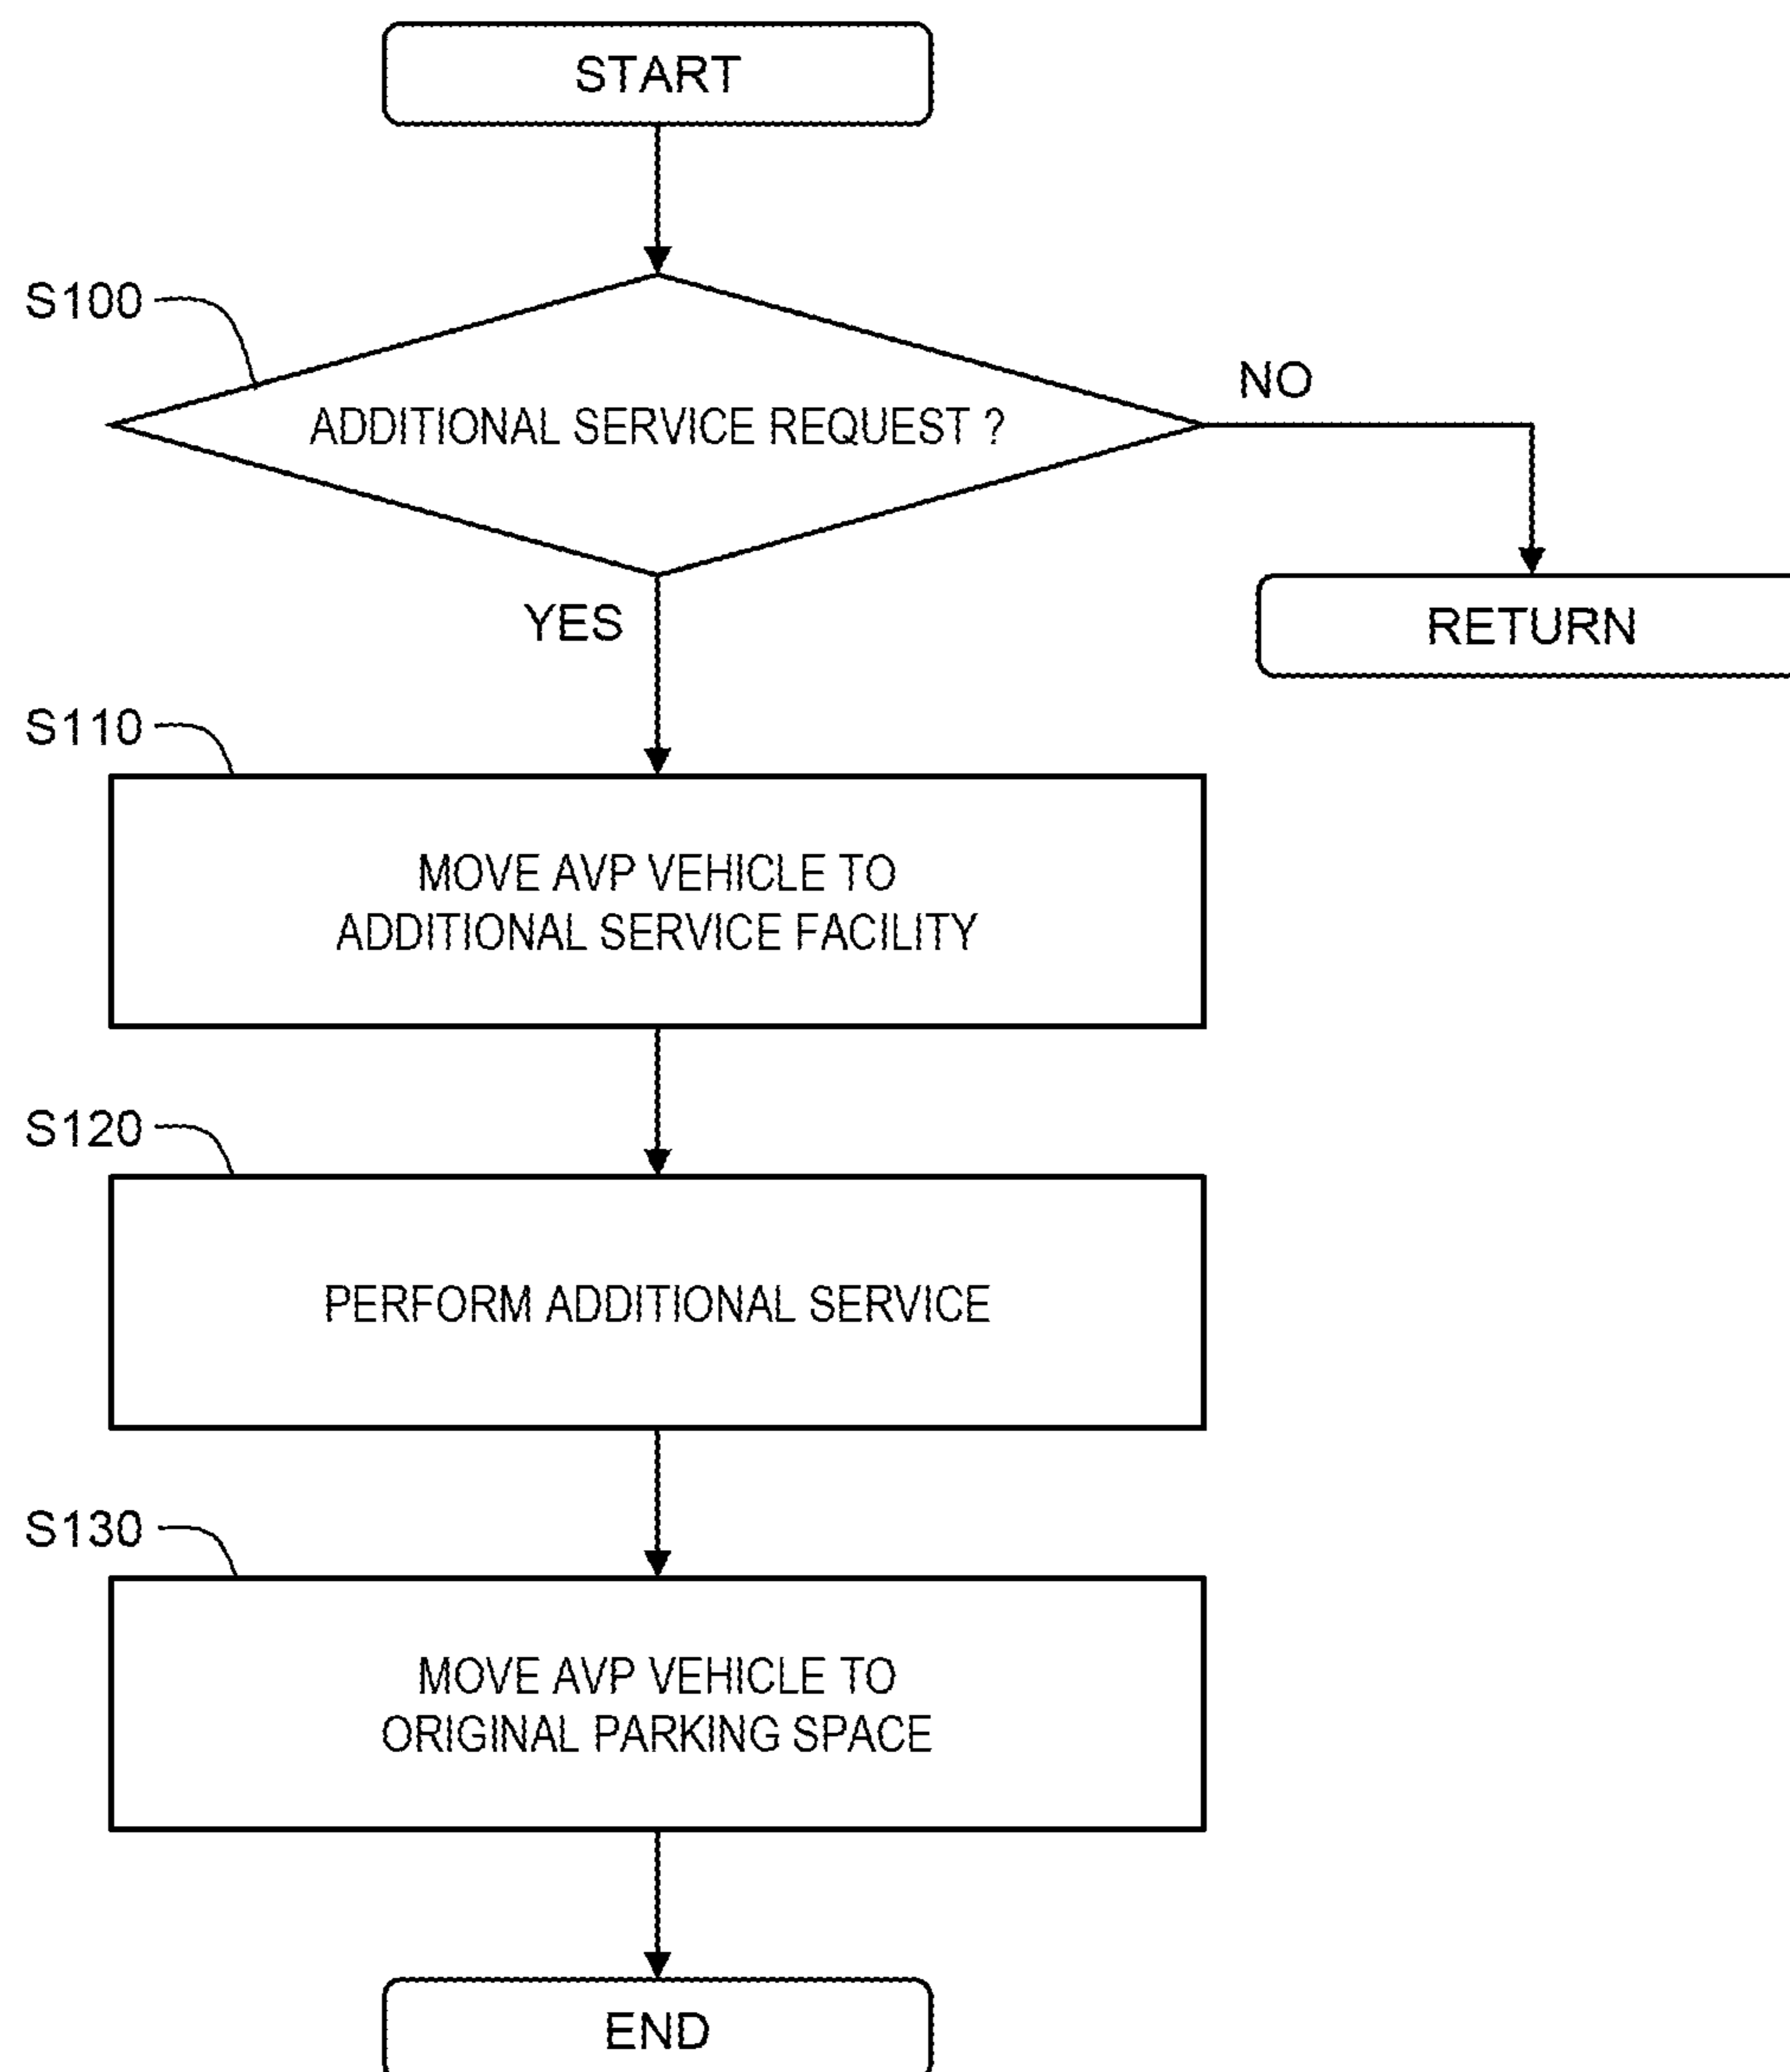 START
S100
ADDITIONAL SERVICE REQUEST ?
NO
YES
RETURN
S110
MOVE AVP VEHICLE TO
ADDITIONAL SERVICE FACILITY
S120
PERFORM ADDITIONAL SERVICE
S130
MOVE AVP VEHICLE TO
ORIGINAL PARKING SPACE
END